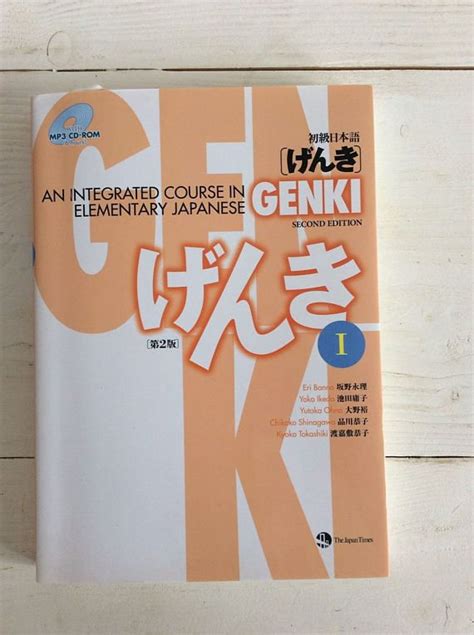 GEN
KI
MP3 CD-ROM
初級日本語
[げんき]
AN INTEGRATED COURSE IN
ELEMENTARY JAPANESE
GENKI
SECOND EDITION
げんき
[第2版]
I
Eri Banno 坂野永理
Yoko Ikeda 池田庸子
Yutaka Ohno 大野裕
Chikako Shinagawa 品川恭子
Kyoko Tokashiki 渡嘉敷恭子
The Japan Times